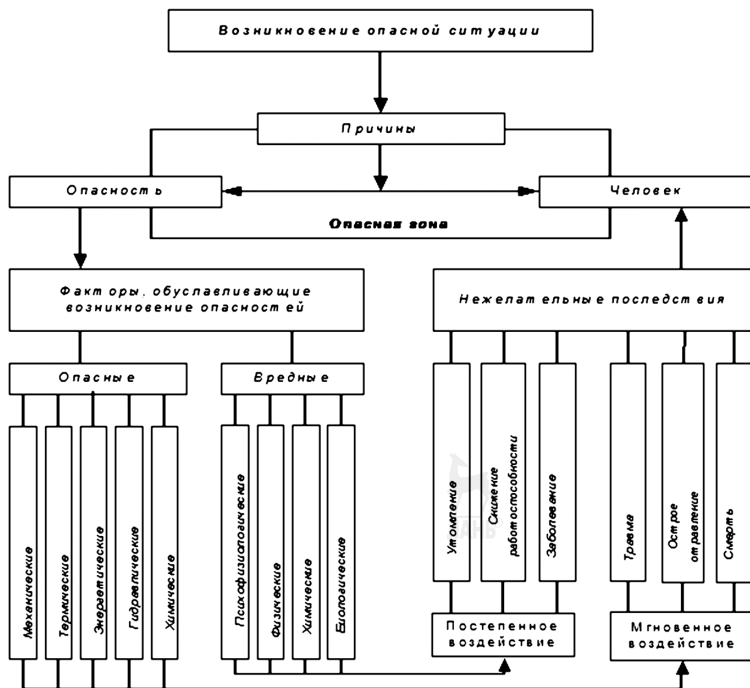 Возникновение опасной ситуации
Причины
Опасность
Человек
Опасная зона
Факторы, обуславливающие
возникновение опасностей
Нежелательные последствия
Опасные
Вредные
Механические
Термические
Энергетические
Гидравлические
Химические
Психофизиологические
Физические
Химические
Биологические
Утомление
Снижение
работоспособности
Заболевание
Травма
Острое
отравление
Смерть
Постепенное
воздействие
Мгновенное
воздействие